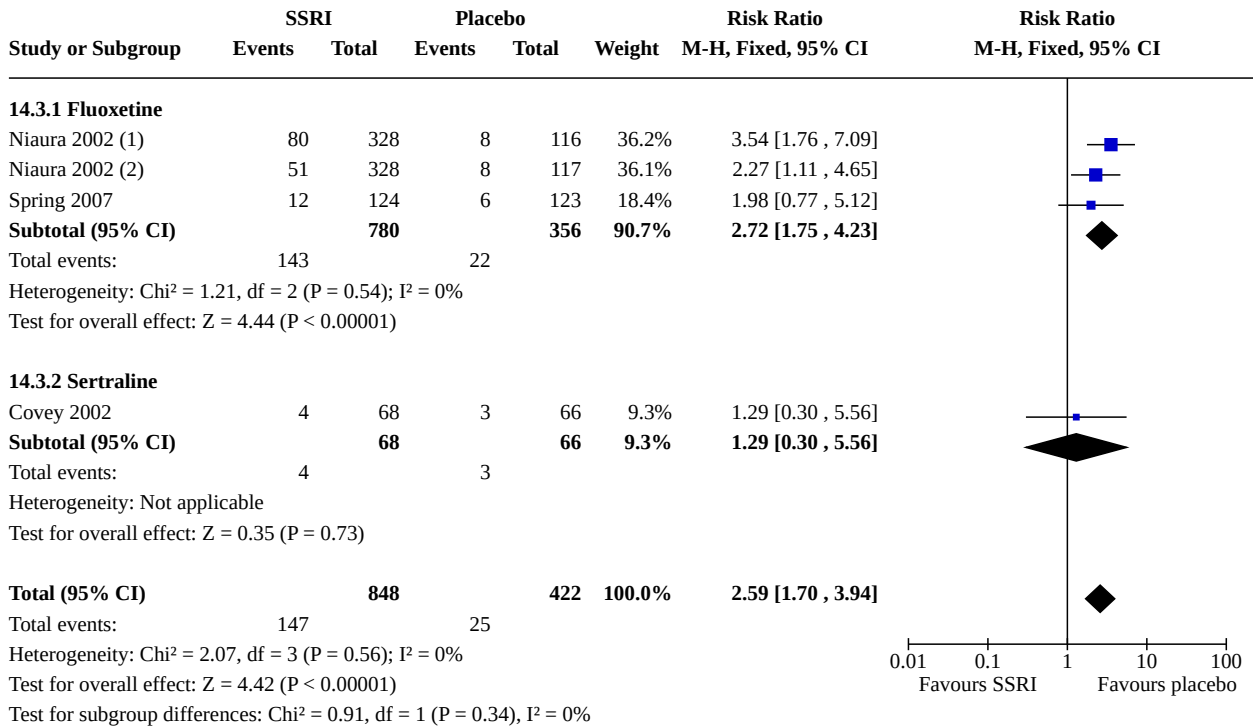 SSRI Placebo Risk Ratio Risk Ratio
Study or Subgroup Events Total Events Total Weight M-H, Fixed, 95% CI M-H, Fixed, 95% CI
14.3.1 Fluoxetine
Niaura 2002 (1) 80 328 8 116 36.2% 3.54 [1.76 , 7.09]
Niaura 2002 (2) 51 328 8 117 36.1% 2.27 [1.11 , 4.65]
Spring 2007 12 124 6 123 18.4% 1.98 [0.77 , 5.12]
Subtotal (95% CI) 780 356 90.7% 2.72 [1.75 , 4.23]
Total events: 143 22
Heterogeneity: Chi² = 1.21, df = 2 (P = 0.54); I² = 0%
Test for overall effect: Z = 4.44 (P < 0.00001)
14.3.2 Sertraline
Covey 2002 4 68 3 66 9.3% 1.29 [0.30 , 5.56]
Subtotal (95% CI) 68 66 9.3% 1.29 [0.30 , 5.56]
Total events: 4 3
Heterogeneity: Not applicable
Test for overall effect: Z = 0.35 (P = 0.73)
Total (95% CI) 848 422 100.0% 2.59 [1.70 , 3.94]
Total events: 147 25
Heterogeneity: Chi² = 2.07, df = 3 (P = 0.56); I² = 0%
Test for overall effect: Z = 4.42 (P < 0.00001)
Test for subgroup differences: Chi² = 0.91, df = 1 (P = 0.34), I² = 0%
0.01 0.1 1 10 100
Favours SSRI Favours placebo